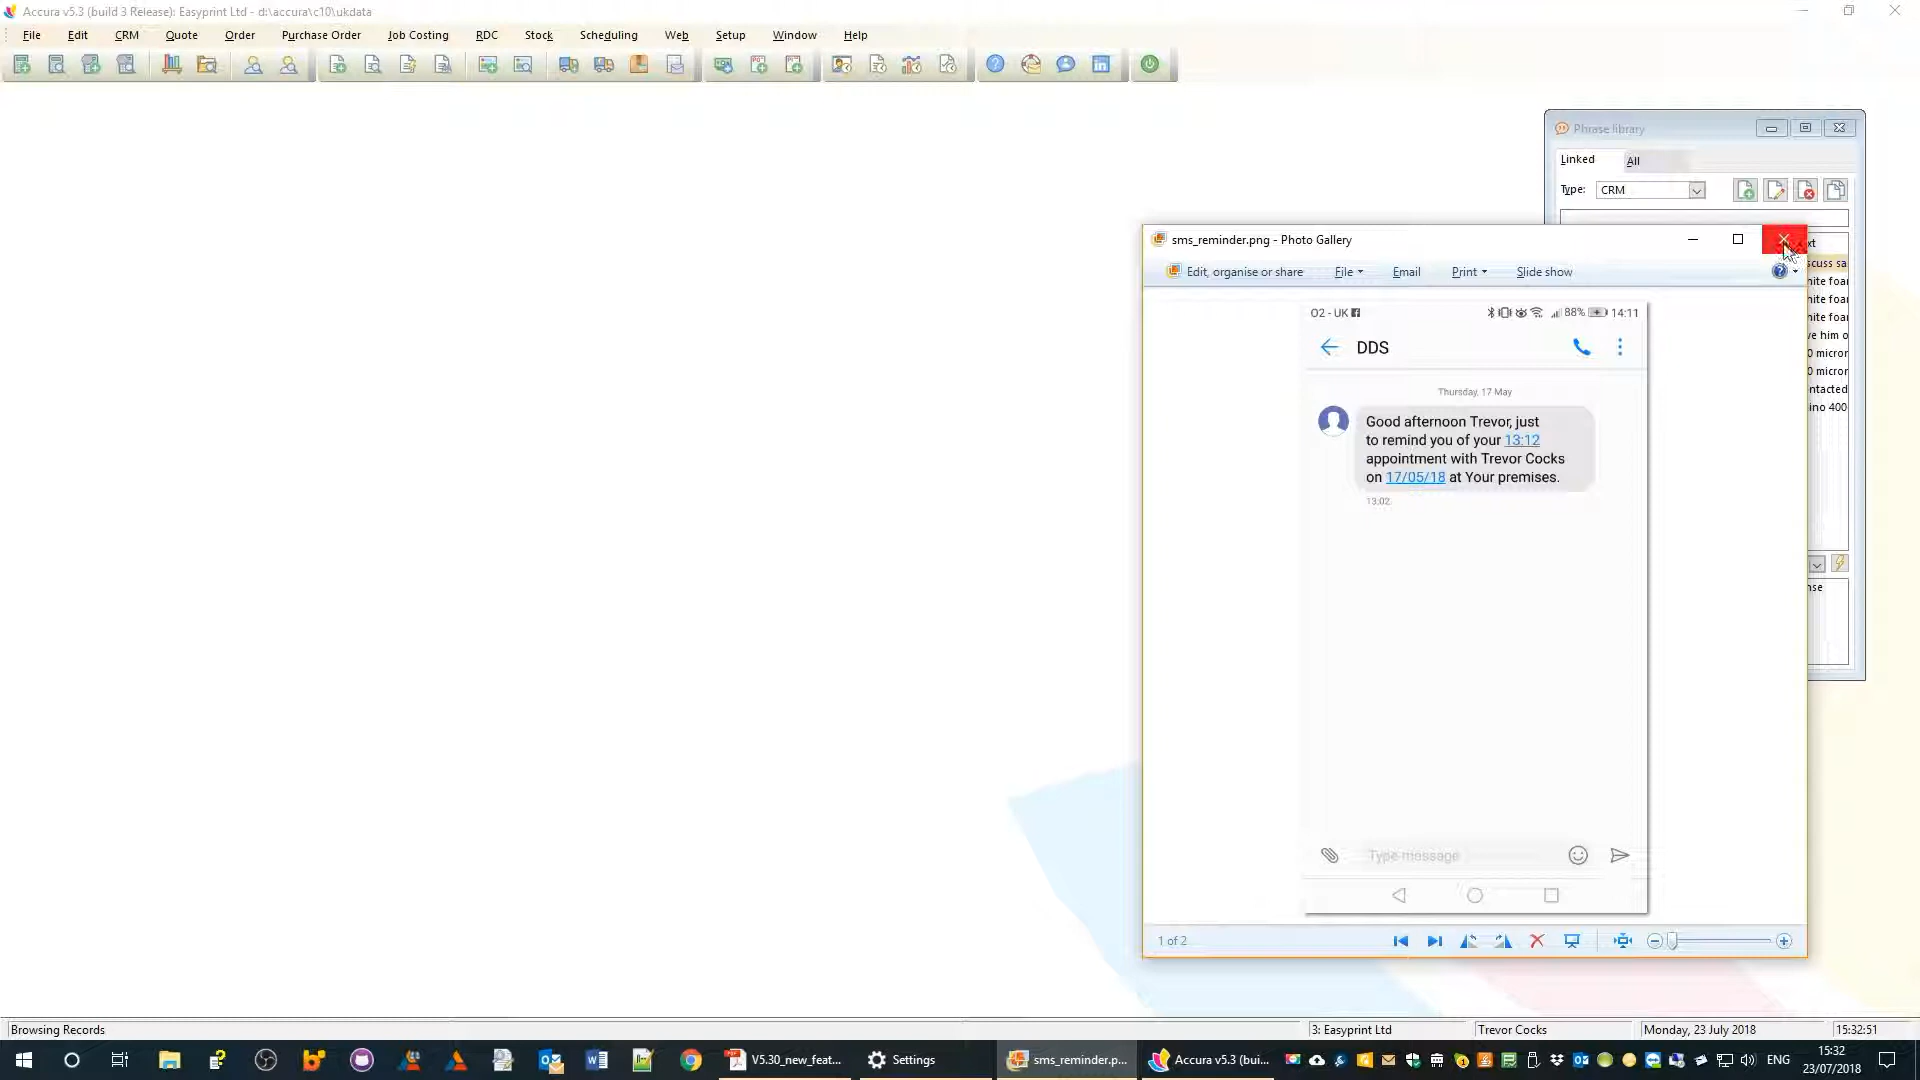 Accura v5.3 (build 3 Release): Easyprint Ltd - d:\accura\c10\ukdata
File Edit CRM Quote Order Purchase Order Job Costing RDC Stock Scheduling Web Setup Window Help
Phrase library
Linked All
Type: CRM
sms_reminder.png - Photo Gallery
Edit, organise or share File Email Print Slide show
O2 - UK 88% 14:11
DDS
Thursday, 17 May
Good afternoon Trevor, just
to remind you of your 13:12
appointment with Trevor Cocks
on 17/05/18 at Your premises.
13:02
Type message
1 of 2
Browsing Records 3: Easyprint Ltd Trevor Cocks Monday, 23 July 2018 15:32:51
V5.30_new_feat... Settings sms_reminder.p... Accura v5.3 (bui... ENG 15:32
23/07/2018